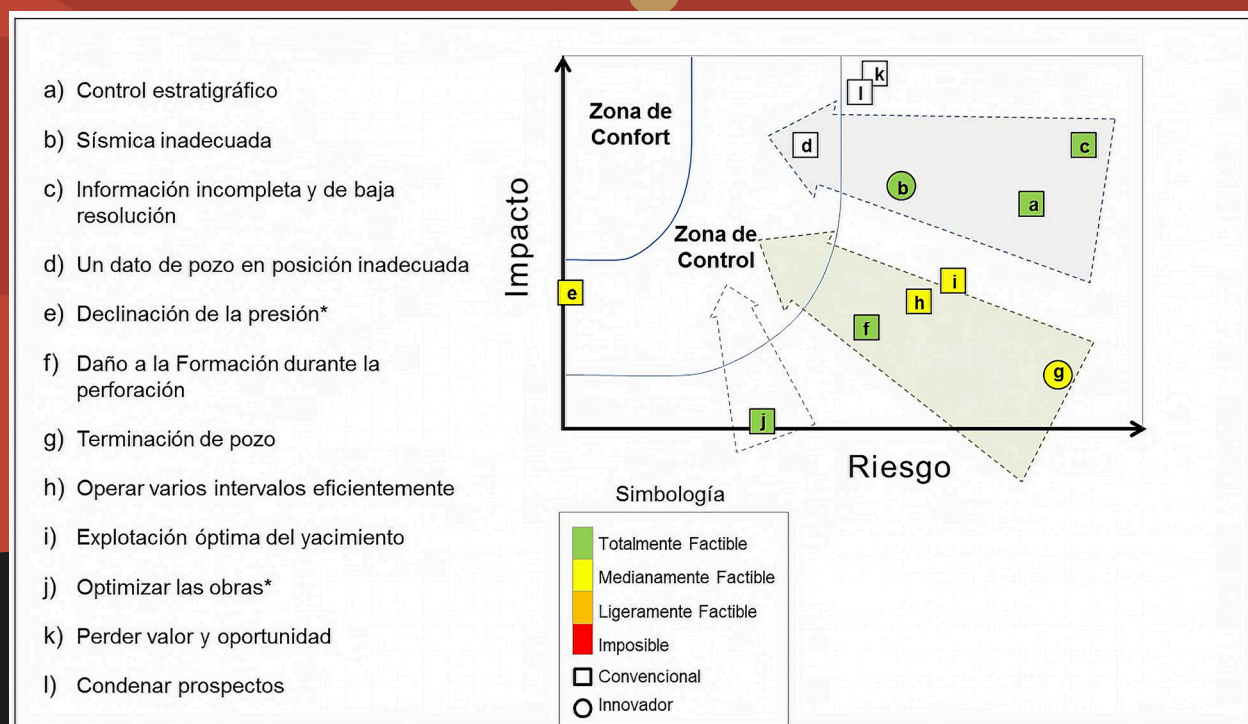 a) Control estratigráfico
b) Sísmica inadecuada
c) Información incompleta y de baja
resolución
d) Un dato de pozo en posición inadecuada
e) Declinación de la presión*
f) Daño a la Formación durante la
perforación
g) Terminación de pozo
h) Operar varios intervalos eficientemente
i) Explotación óptima del yacimiento
j) Optimizar las obras*
k) Perder valor y oportunidad
l) Condenar prospectos
Impacto
Zona de
Confort
Zona de
Control
k
l
d
c
b
a
e
i
h
f
g
j
Riesgo
Simbología
Totalmente Factible
Medianamente Factible
Ligeramente Factible
Imposible
Convencional
Innovador